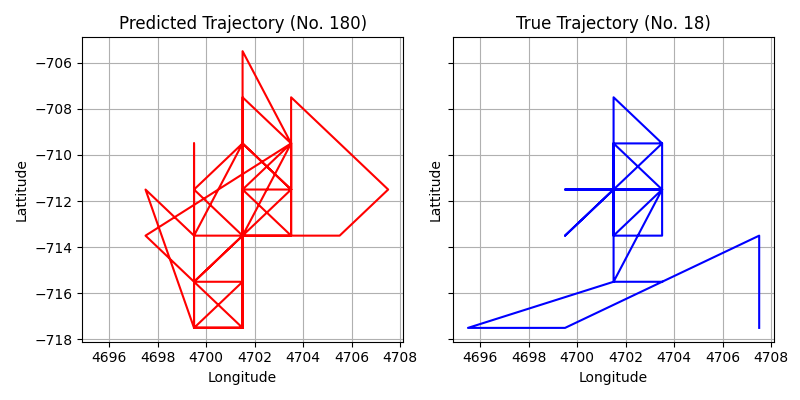 Predicted Trajectory (No. 180)
True Trajectory (No. 18)
Lattitude
−706
−708
−710
−712
−714
−716
−718
4696 4698 4700 4702 4704 4706 4708
Longitude
Lattitude
4696 4698 4700 4702 4704 4706 4708
Longitude